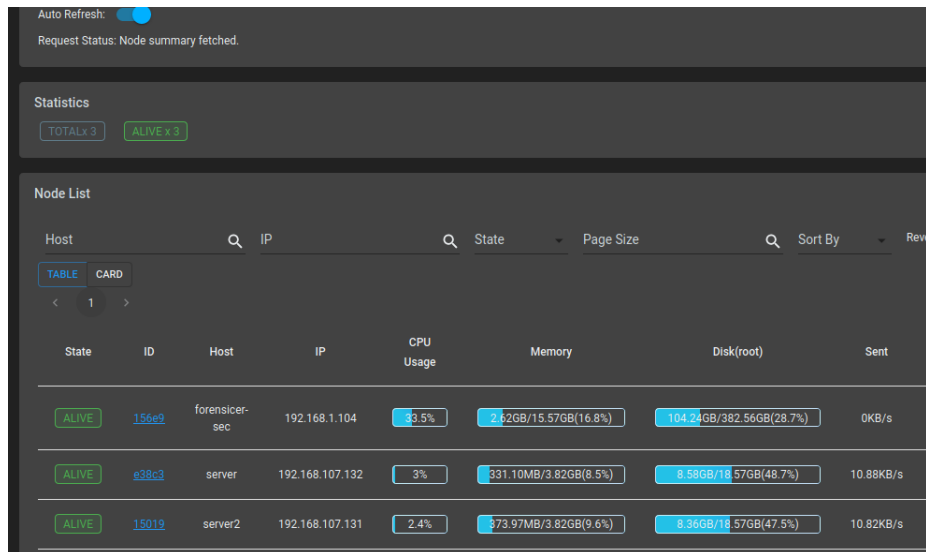 Auto Refresh:
Request Status: Node summary fetched.
Statistics
TOTALx 3 ALIVE x 3
Node List
Host IP State Page Size Sort By
TABLE CARD
1
State ID Host IP CPU Usage Memory Disk(root) Sent
ALIVE 156e9 forensicer-sec 192.168.1.104 33.5% 2.62GB/15.57GB(16.8%) 104.24GB/382.56GB(28.7%) 0KB/s
ALIVE e38c3 server 192.168.107.132 3% 331.10MB/3.82GB(8.5%) 8.58GB/18.57GB(48.7%) 10.88KB/s
ALIVE 15019 server2 192.168.107.131 2.4% 373.97MB/3.82GB(9.6%) 8.36GB/18.57GB(47.5%) 10.82KB/s